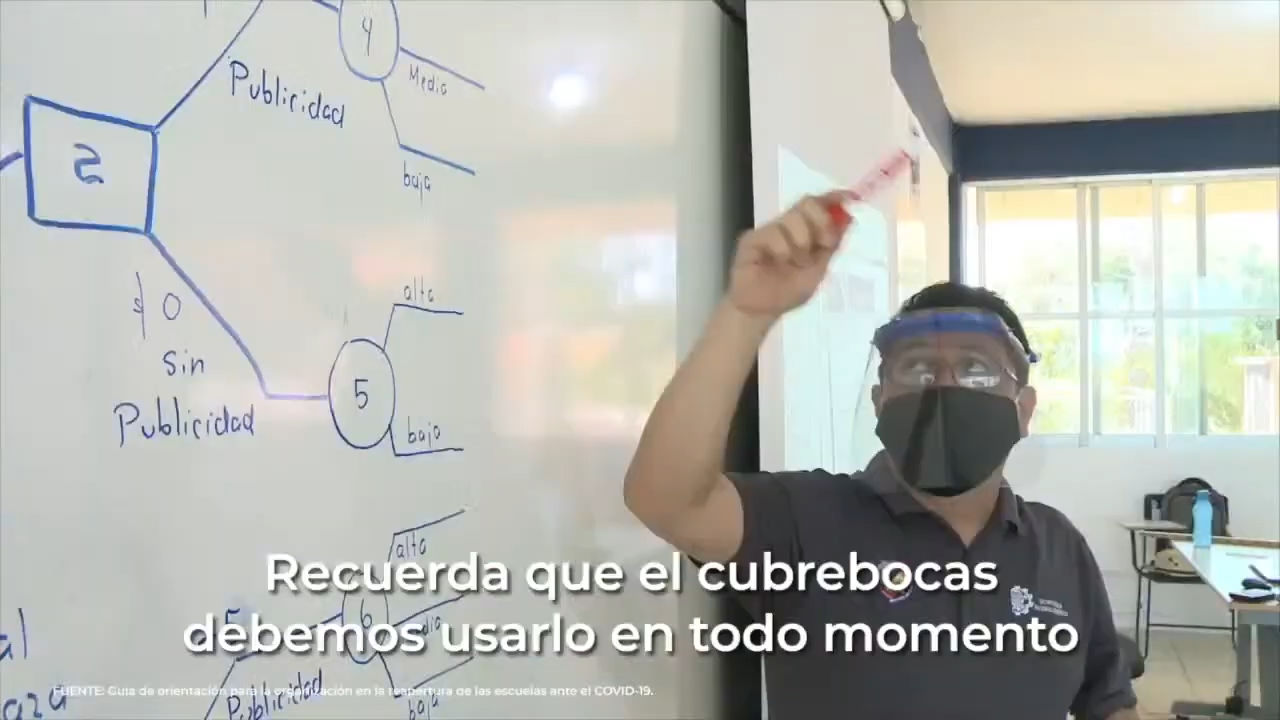 4
Publicidad
Media
baja
2
$ 0
sin
Publicidad
alta
5
baja
alta
6
Publicidad
baja
Recuerda que el cubrebocas
debemos usarlo en todo momento
FUENTE: Guía de orientación para la organización en la reapertura de las escuelas ante el COVID-19.